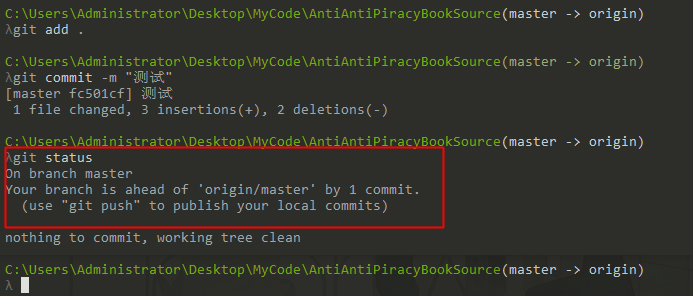 C:\Users\Administrator\Desktop\MyCode\AntiAntiPiracyBookSource(master -> origin)
λgit add .
C:\Users\Administrator\Desktop\MyCode\AntiAntiPiracyBookSource(master -> origin)
λgit commit -m "测试"
[master fc501cf] 测试
 1 file changed, 3 insertions(+), 2 deletions(-)
C:\Users\Administrator\Desktop\MyCode\AntiAntiPiracyBookSource(master -> origin)
λgit status
On branch master
Your branch is ahead of 'origin/master' by 1 commit.
  (use "git push" to publish your local commits)
nothing to commit, working tree clean
C:\Users\Administrator\Desktop\MyCode\AntiAntiPiracyBookSource(master -> origin)
λ